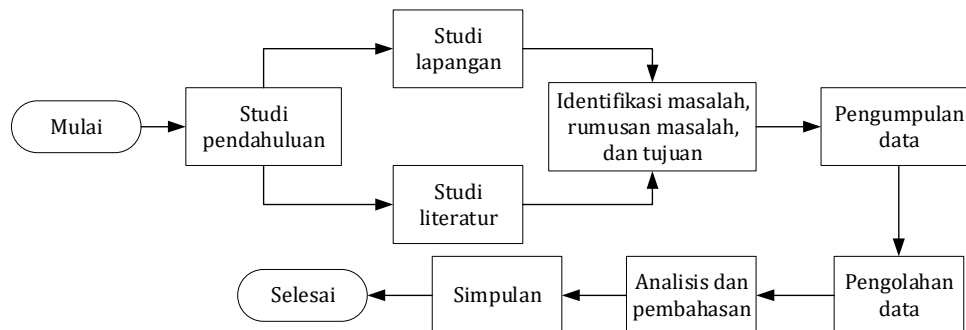 Mulai
Studi
pendahuluan
Studi
lapangan
Studi
literatur
Identifikasi masalah,
rumusan masalah,
dan tujuan
Pengumpulan
data
Pengolahan
data
Analisis dan
pembahasan
Simpulan
Selesai